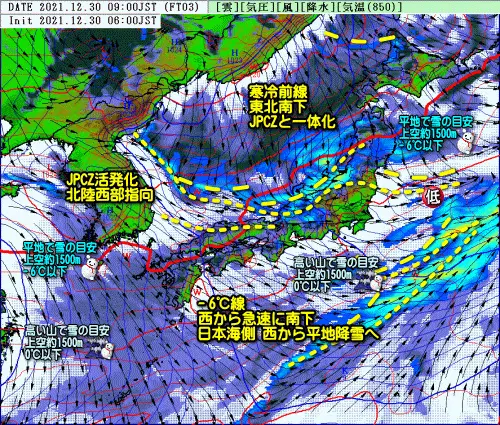 DATE 2021.12.30 09:00JST (FT03)
[雲][気圧][風][降水][気温(850)]
Init 2021.12.30 06:00JST
寒冷前線
東北南下
JPCZと一体化
平地で雪の目安
上空約1500m
-6℃以下
JPCZ活発化
北陸西部指向
低
平地で雪の目安
上空約1500m
-6℃以下
高い山で雪の目安
上空約1500m
0℃以下
-6℃線
西から急速に南下
日本海側 西から平地降雪へ
高い山で雪の目安
上空約1500m
0℃以下